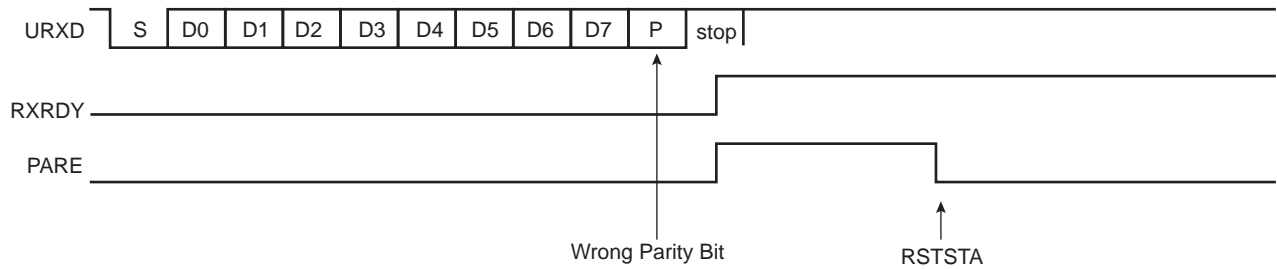 URXD S D0 D1 D2 D3 D4 D5 D6 D7 P stop
RXRDY
PARE
Wrong Parity Bit RSTSTA